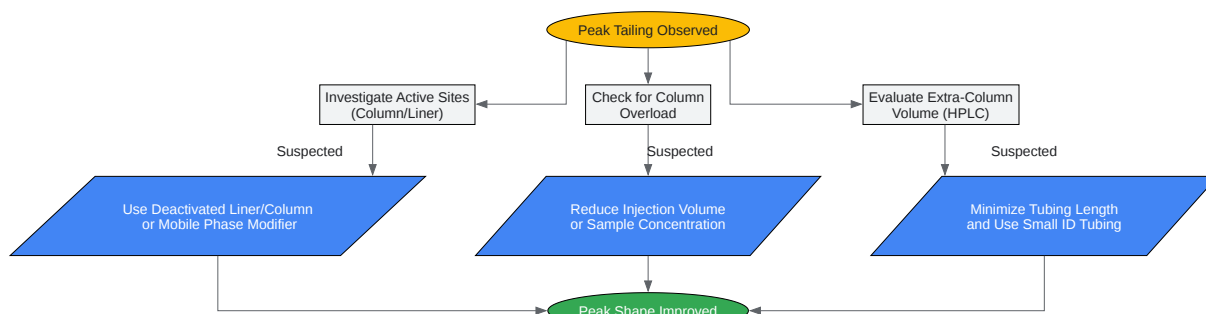 Peak Tailing Observed
Investigate Active Sites
(Column/Liner)
Check for Column
Overload
Evaluate Extra-Column
Volume (HPLC)
Suspected
Suspected
Suspected
Use Deactivated Liner/Column
or Mobile Phase Modifier
Reduce Injection Volume
or Sample Concentration
Minimize Tubing Length
and Use Small ID Tubing
Peak Shape Improved